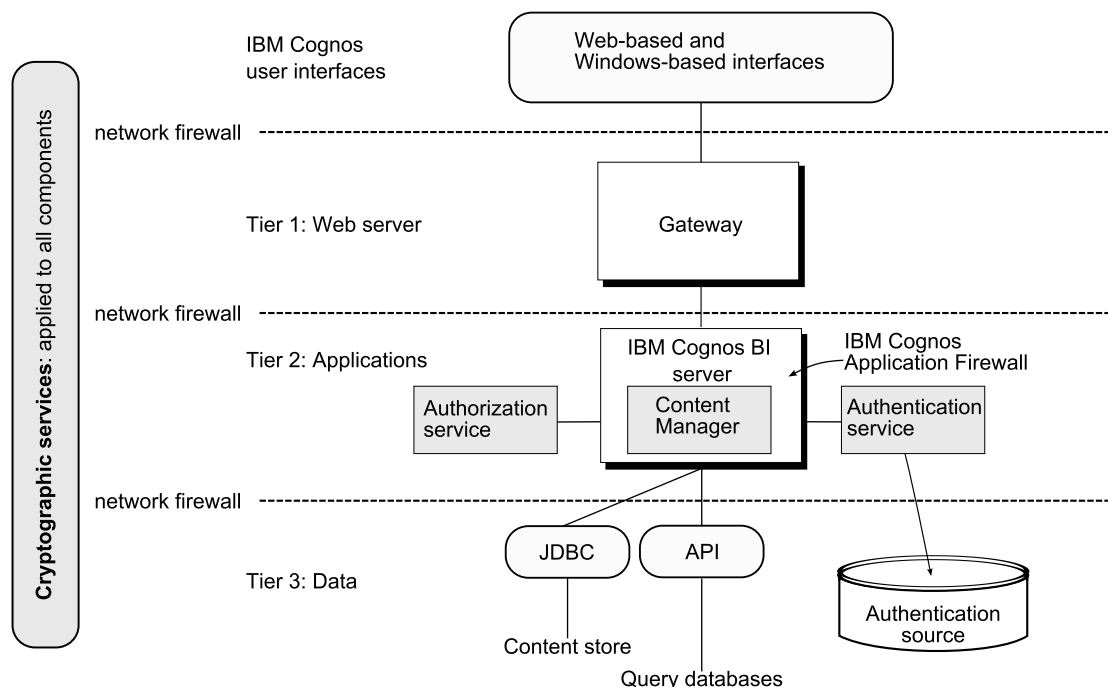 IBM Cognos
user interfaces
Web-based and
Windows-based interfaces
network firewall
Tier 1: Web server
Gateway
network firewall
Tier 2: Applications
IBM Cognos BI
server
IBM Cognos
Application Firewall
Authorization
service
Content
Manager
Authentication
service
network firewall
JDBC
API
Tier 3: Data
Authentication
source
Content store
Query databases
Cryptographic services: applied to all components